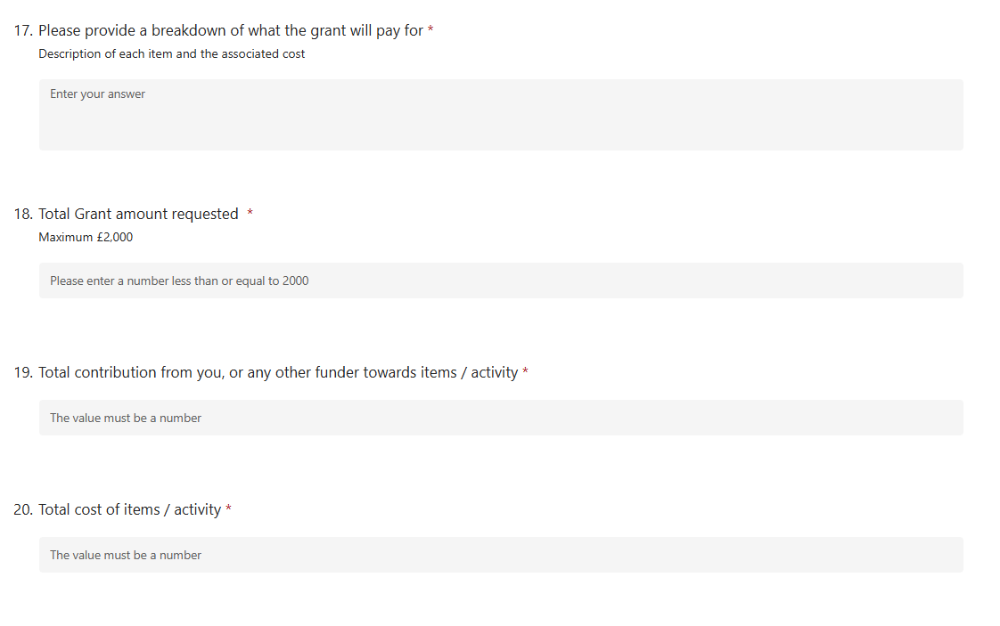 17. Please provide a breakdown of what the grant will pay for *
Description of each item and the associated cost
Enter your answer
18. Total Grant amount requested *
Maximum £2,000
Please enter a number less than or equal to 2000
19. Total contribution from you, or any other funder towards items / activity *
The value must be a number
20. Total cost of items / activity *
The value must be a number